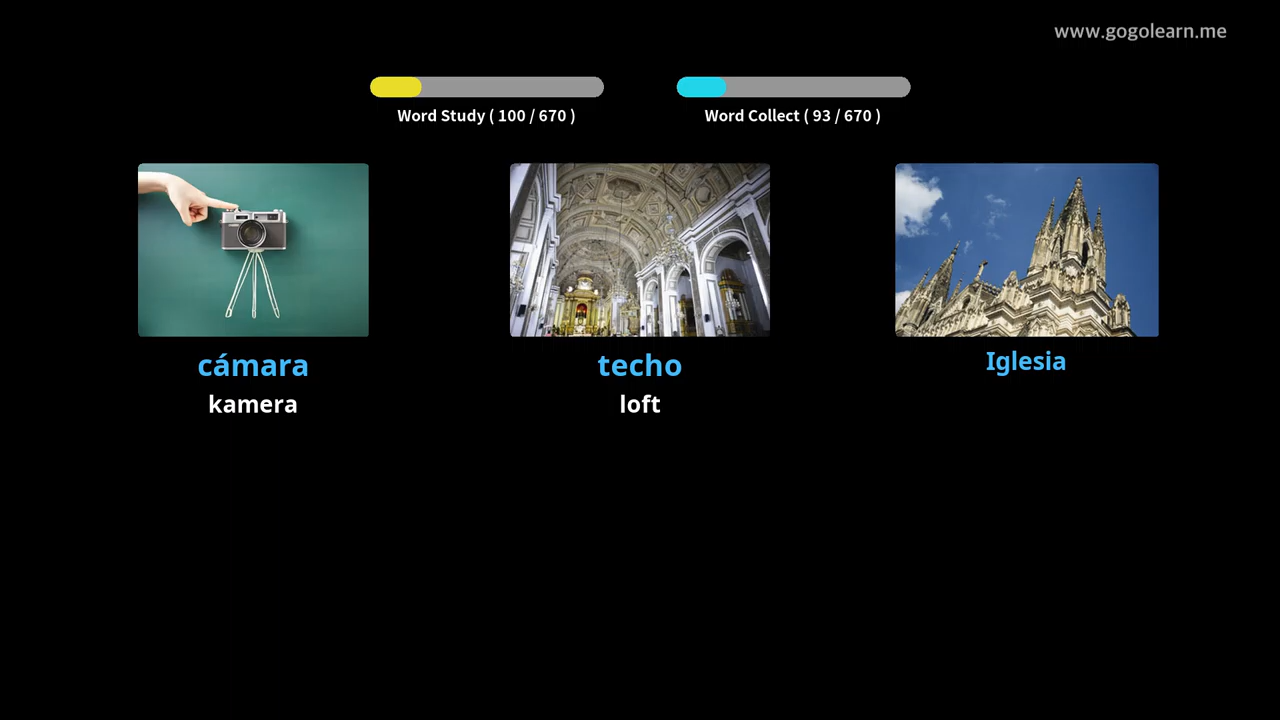 www.gogolearn.me
Word Study ( 100 / 670 )
Word Collect ( 93 / 670 )
cámara
kamera
techo
loft
Iglesia